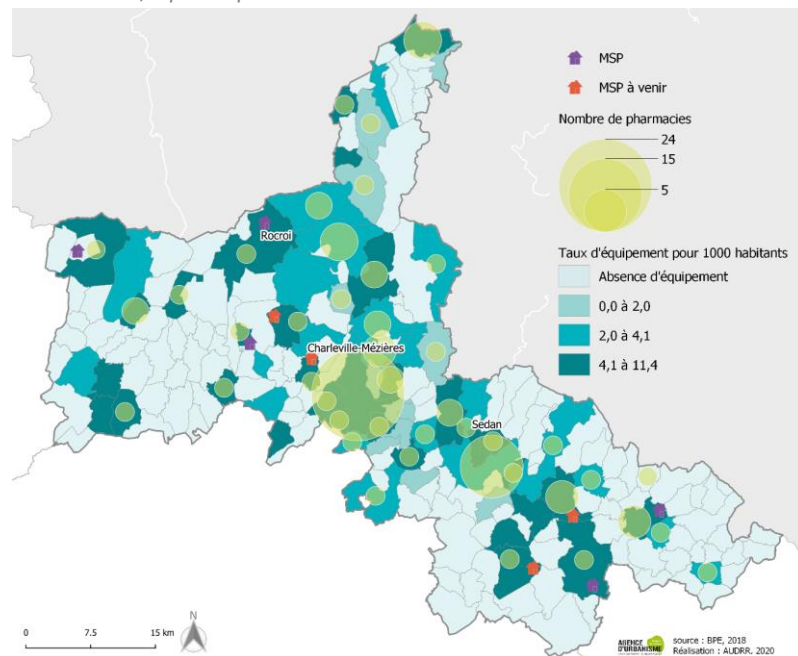 MSP
MSP à venir
Nombre de pharmacies
24
15
5
Taux d'équipement pour 1000 habitants
Absence d'équipement
0,0 à 2,0
2,0 à 4,1
4,1 à 11,4
Rocroi
Charleville-Mézières
Sedan
N
0 7.5 15 km
AGENCE
D'URBANISME
source : BPE, 2018
Réalisation : AUDRR, 2020